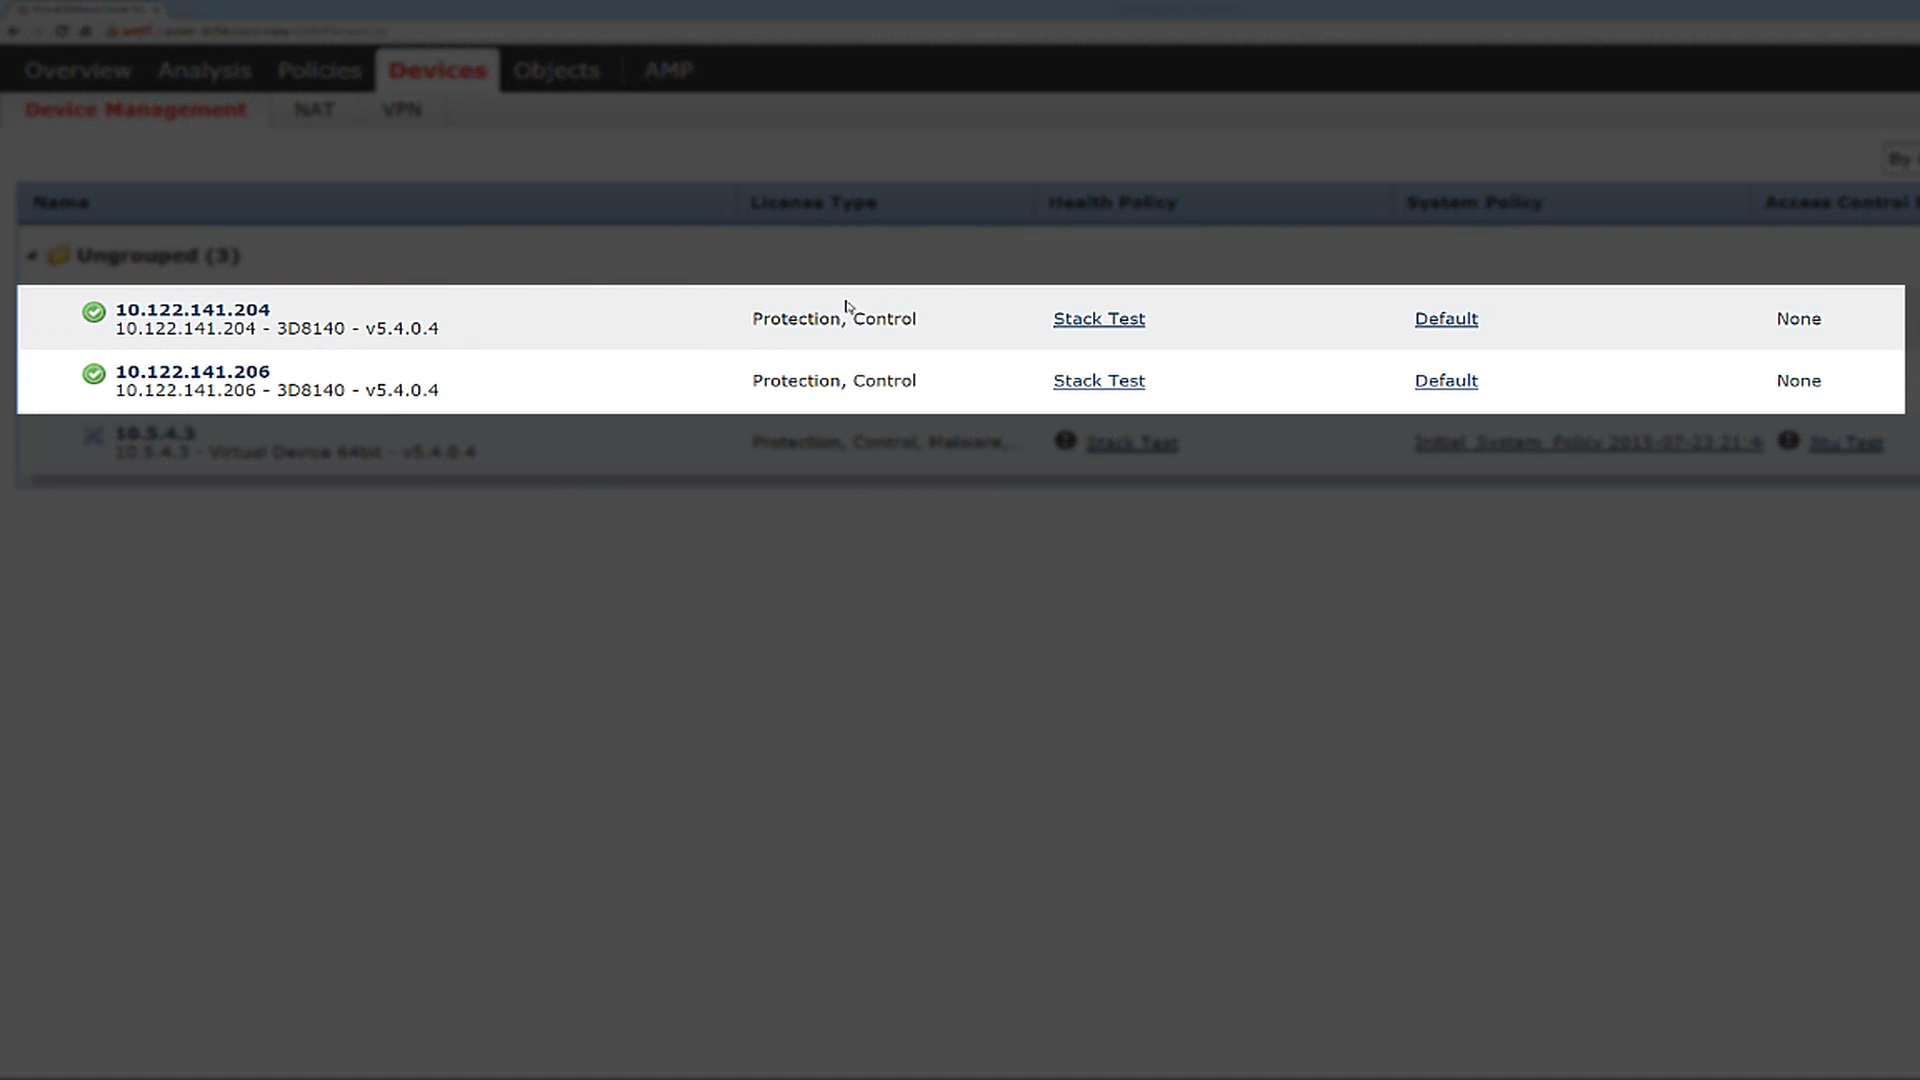 Overview Analysis Policies Devices Objects AMP
Device Management NAT VPN
By
Name License Type Health Policy System Policy Access Control
Ungrouped (3)
10.122.141.204
10.122.141.204 - 3D8140 - v5.4.0.4 Protection, Control Stack Test Default None
10.122.141.206
10.122.141.206 - 3D8140 - v5.4.0.4 Protection, Control Stack Test Default None
10.5.4.3
10.5.4.3 - Virtual Device 64bit - v5.4.0.4 Protection, Control, Malware,... Stack Test Initial_System_Policy 2015-07-23 21:4 Test